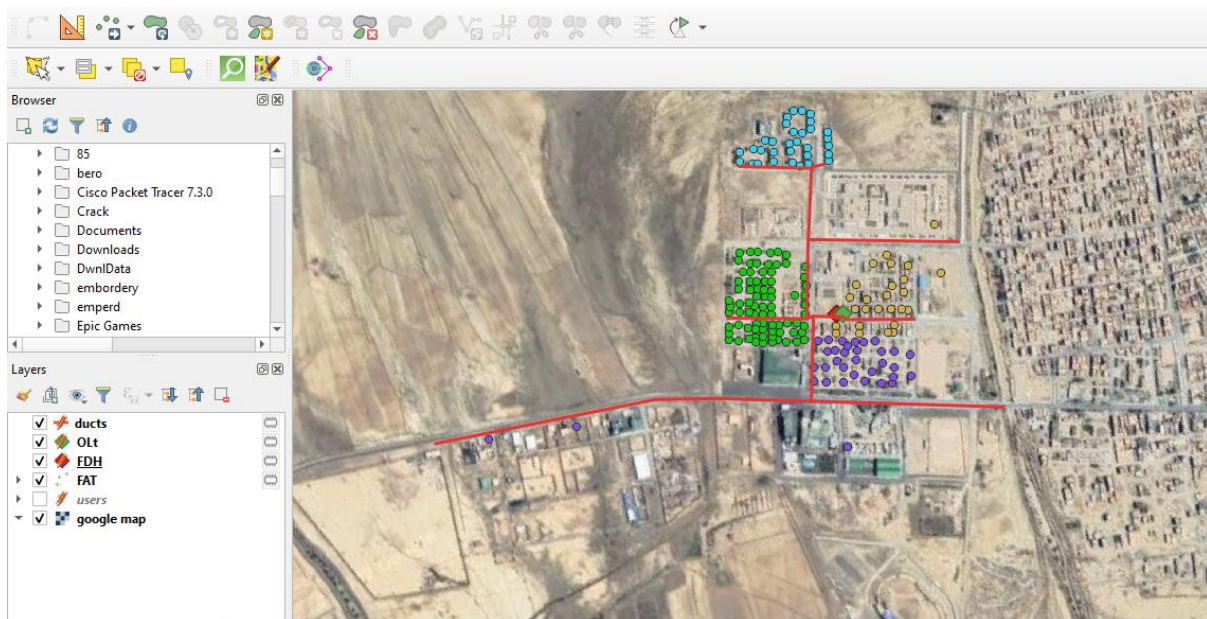 Browser
85
bero
Cisco Packet Tracer 7.3.0
Crack
Documents
Downloads
DwnlData
embordery
emperd
Epic Games
Layers
ducts
OLt
FDH
FAT
users
google map